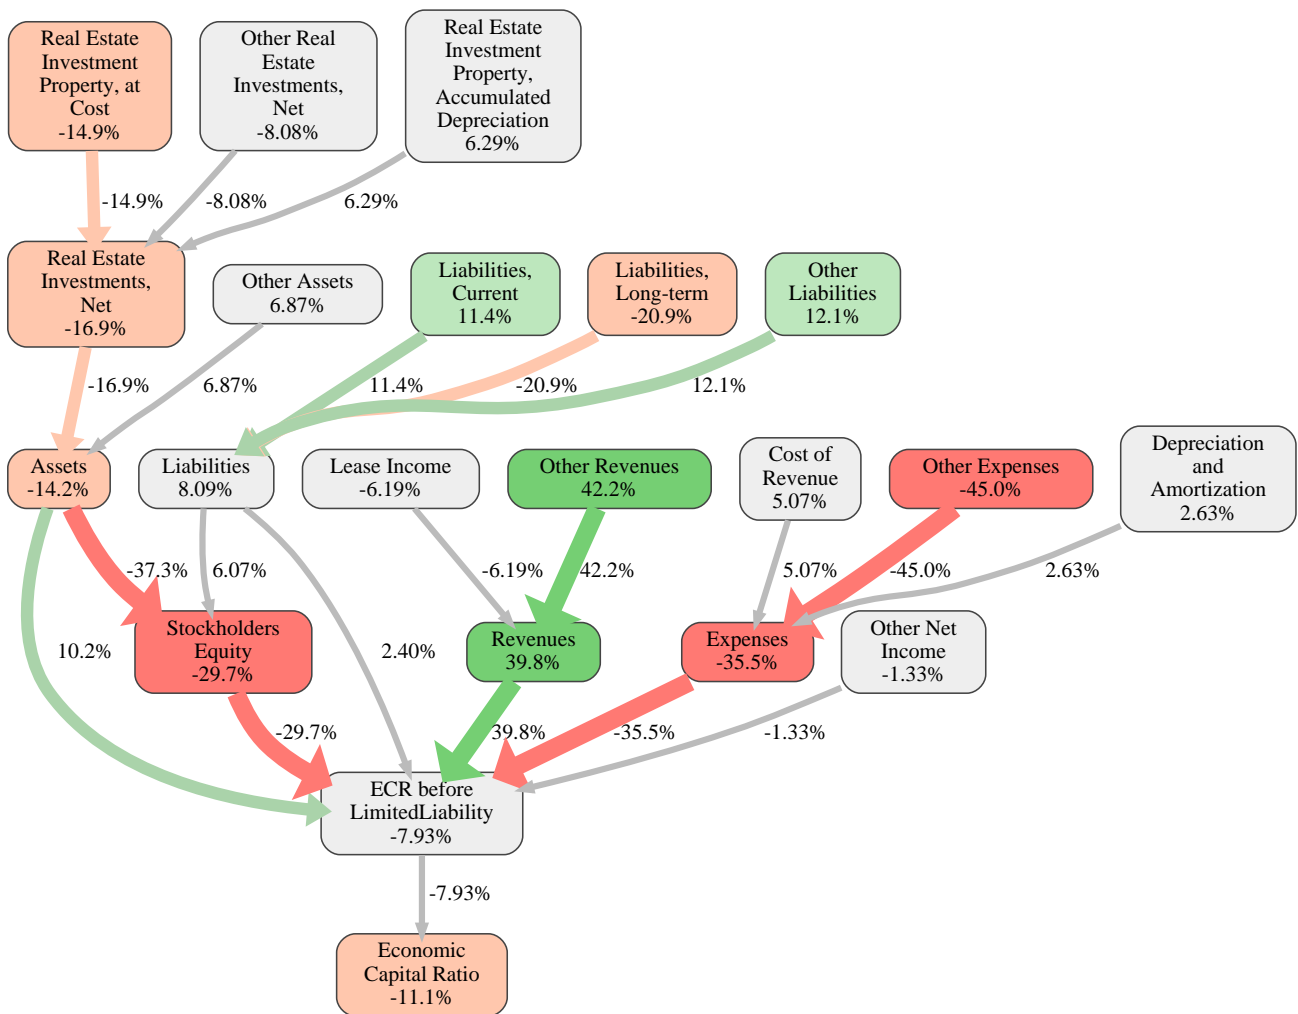 Real Estate
Investment
Property, at
Cost
-14.9%
Other Real
Estate
Investments,
Net
-8.08%
Real Estate
Investment
Property,
Accumulated
Depreciation
6.29%
-14.9%
-8.08%
6.29%
Real Estate
Investments,
Net
-16.9%
Other Assets
6.87%
Liabilities,
Current
11.4%
Liabilities,
Long-term
-20.9%
Other
Liabilities
12.1%
-16.9%
6.87%
11.4%
-20.9%
12.1%
Assets
-14.2%
Liabilities
8.09%
Lease Income
-6.19%
Other Revenues
42.2%
Cost of
Revenue
5.07%
Other Expenses
-45.0%
Depreciation
and
Amortization
2.63%
-37.3%
6.07%
-6.19%
42.2%
5.07%
-45.0%
2.63%
10.2%
Stockholders
Equity
-29.7%
2.40%
Revenues
39.8%
Expenses
-35.5%
Other Net
Income
-1.33%
-29.7%
39.8%
-35.5%
-1.33%
ECR before
LimitedLiability
-7.93%
-7.93%
Economic
Capital Ratio
-11.1%